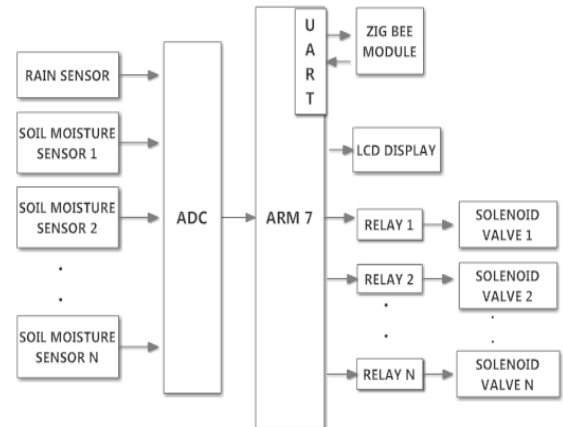 RAIN SENSOR
SOIL MOISTURE
SENSOR 1
SOIL MOISTURE
SENSOR 2
SOIL MOISTURE
SENSOR N
ADC
ARM 7
U
A
R
T
ZIG BEE
MODULE
LCD DISPLAY
RELAY 1
SOLENOID
VALVE 1
RELAY 2
SOLENOID
VALVE 2
RELAY N
SOLENOID
VALVE N